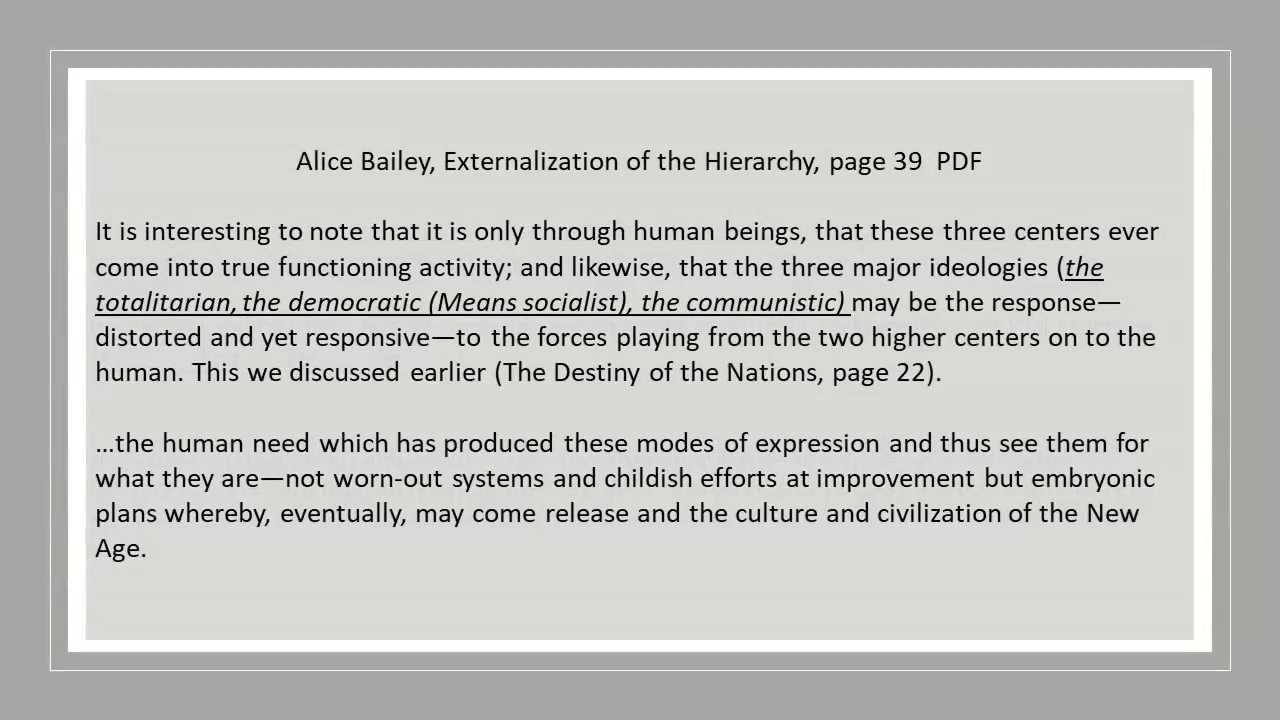 Alice Bailey, Externalization of the Hierarchy, page 39  PDF
It is interesting to note that it is only through human beings, that these three centers ever
come into true functioning activity; and likewise, that the three major ideologies (the
totalitarian, the democratic (Means socialist), the communistic) may be the response—
distorted and yet responsive—to the forces playing from the two higher centers on to the
human. This we discussed earlier (The Destiny of the Nations, page 22).
…the human need which has produced these modes of expression and thus see them for
what they are—not worn-out systems and childish efforts at improvement but embryonic
plans whereby, eventually, may come release and the culture and civilization of the New
Age.